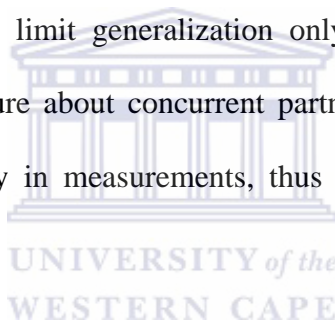 limit generalization only
ure about concurrent partn
y in measurements, thus
UNIVERSITY of the
WESTERN CAPE